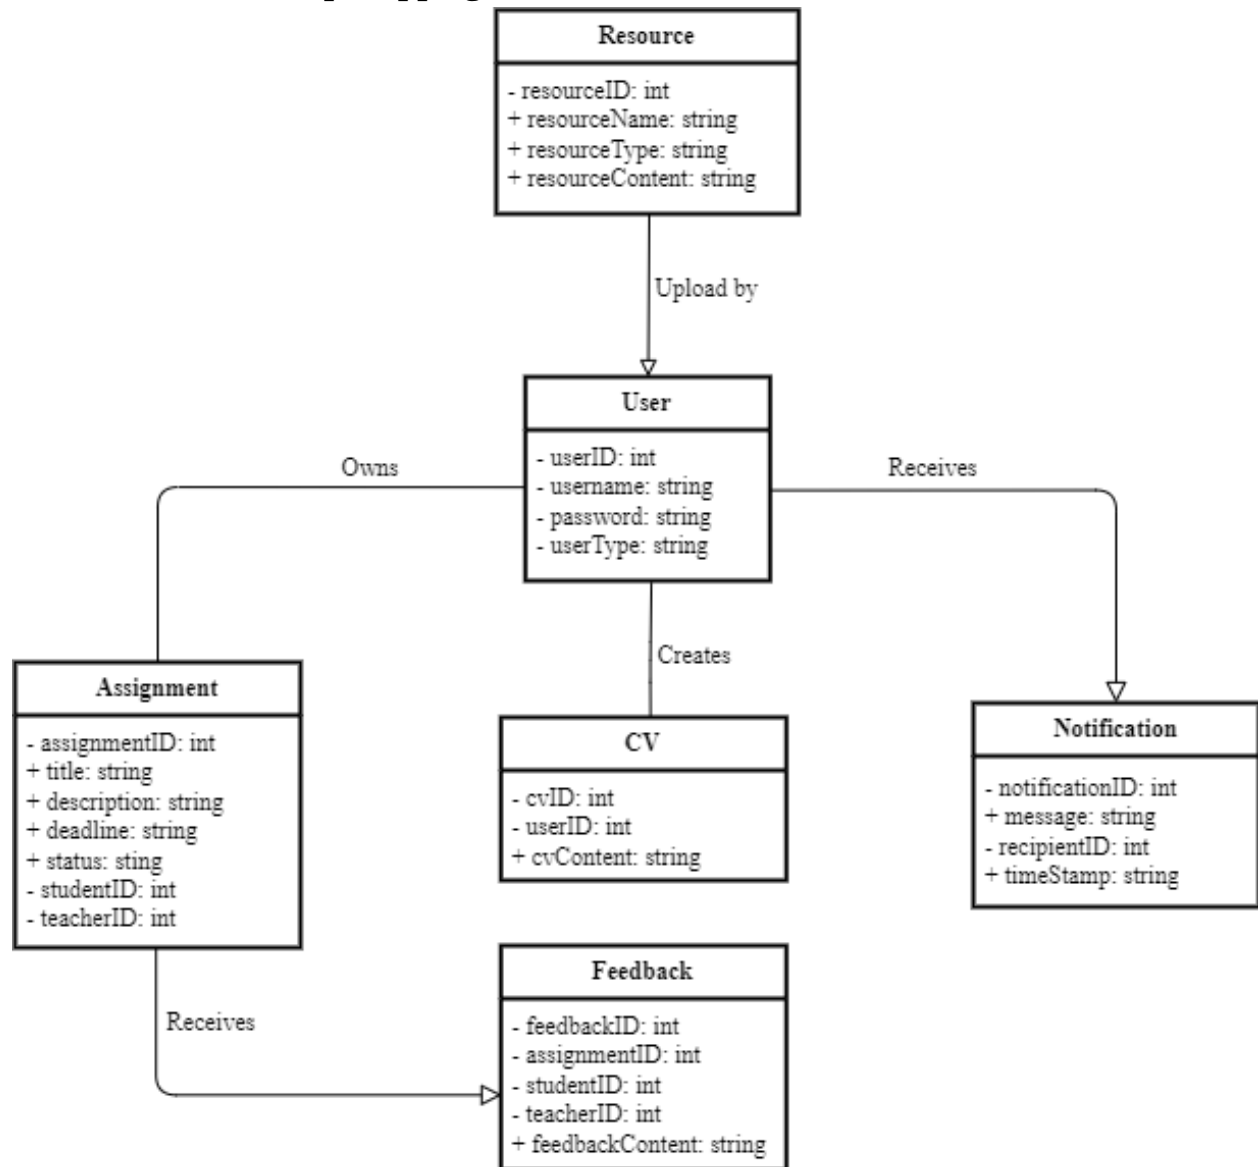 Resource
- resourceID: int
+ resourceName: string
+ resourceType: string
+ resourceContent: string
Upload by
User
- userID: int
- username: string
- password: string
- userType: string
Owns
Receives
Creates
Assignment
- assignmentID: int
+ title: string
+ description: string
+ deadline: string
+ status: sting
- studentID: int
- teacherID: int
CV
- cvID: int
- userID: int
+ cvContent: string
Notification
- notificationID: int
+ message: string
- recipientID: int
+ timeStamp: string
Receives
Feedback
- feedbackID: int
- assignmentID: int
- studentID: int
- teacherID: int
+ feedbackContent: string